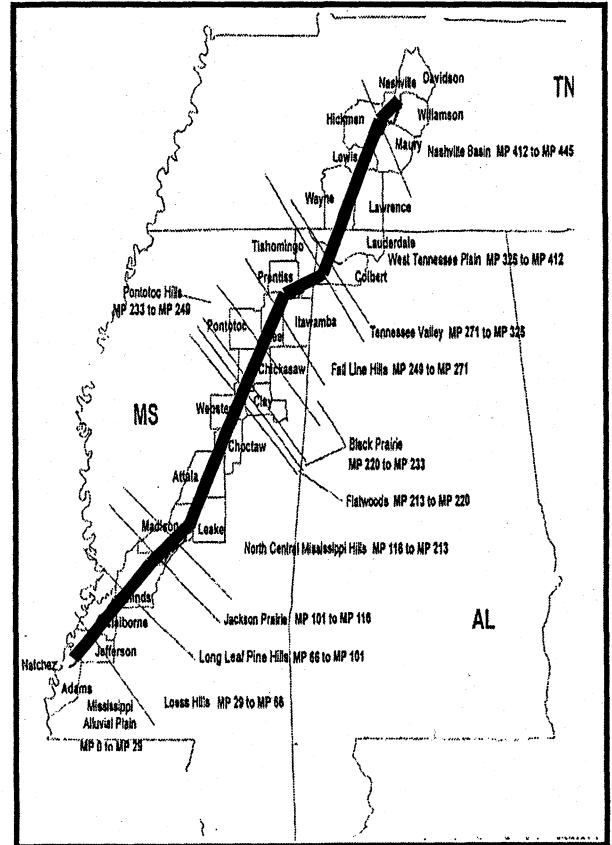 Nashville
Davidson
TN
Hickman
Williamson
Maury
Nashville Basin MP 412 to MP 445
Lewis
Wayne
Lawrence
Lauderdale
West Tennessee Plain MP 325 to MP 412
Tishomingo
Colbert
Prentiss
Pontotoc Hills
MP 233 to MP 249
Itawamba
Tennessee Valley MP 271 to MP 325
Pontotoc
Lee
Chickasaw
Fall Line Hills MP 249 to MP 271
MS
Webster
Clay
Choctaw
Black Prairie
MP 220 to MP 233
Flatwoods MP 213 to MP 220
Attala
Madison
Leake
North Central Mississippi Hills MP 116 to MP 213
Hinds
Jackson Prairie MP 101 to MP 116
AL
Claiborne
Jefferson
Long Leaf Pine Hills MP 66 to MP 101
Natchez
Adams
Loess Hills MP 29 to MP 66
Mississippi
Alluvial Plain
MP 0 to MP 29